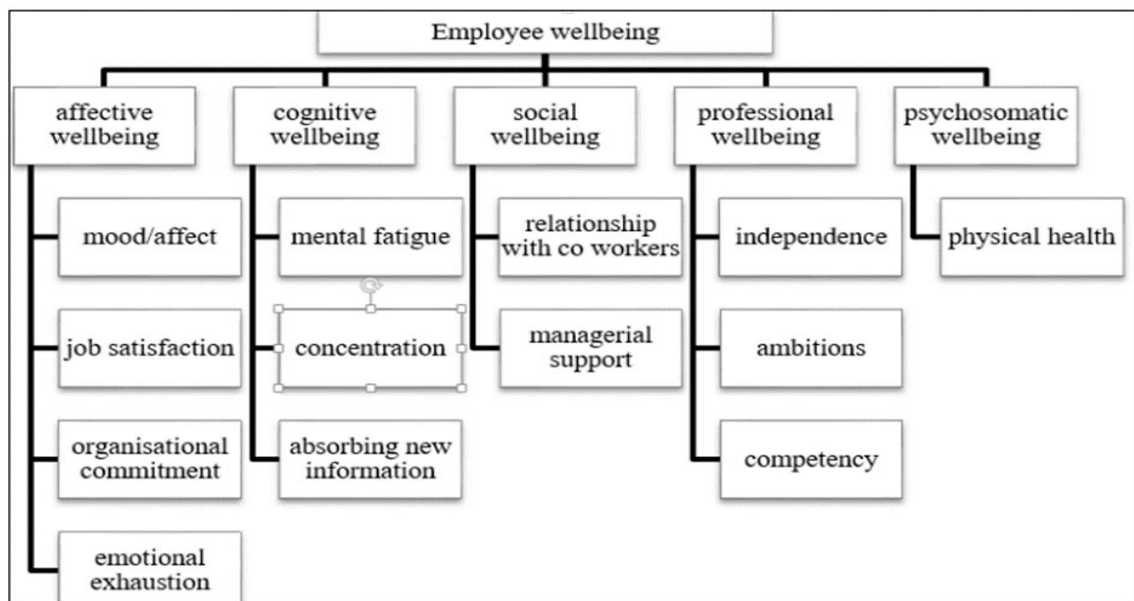 Employee wellbeing
affective
wellbeing
cognitive
wellbeing
social
wellbeing
professional
wellbeing
psychosomatic
wellbeing
mood/affect
mental fatigue
relationship
with co workers
independence
physical health
job satisfaction
concentration
managerial
support
ambitions
organisational
commitment
absorbing new
information
competency
emotional
exhaustion